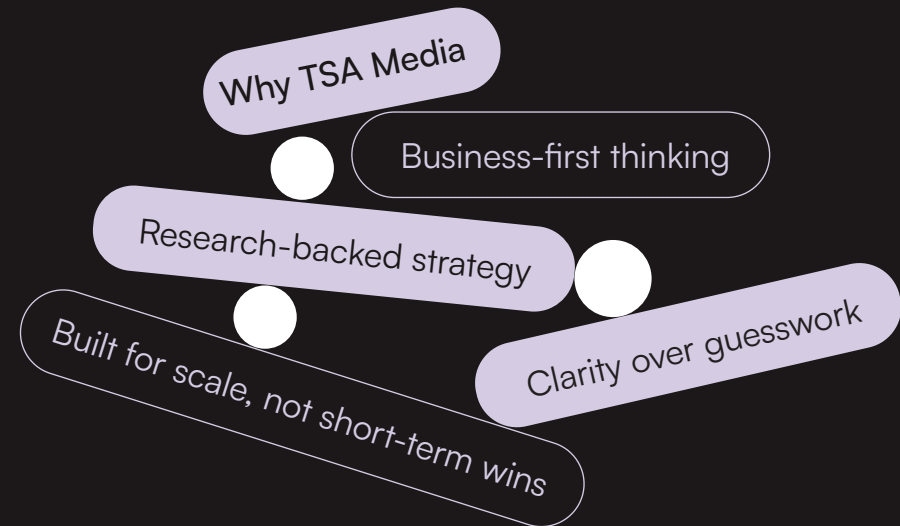 Why TSA Media
Business-first thinking
Research-backed strategy
Clarity over guesswork
Built for scale, not short-term wins